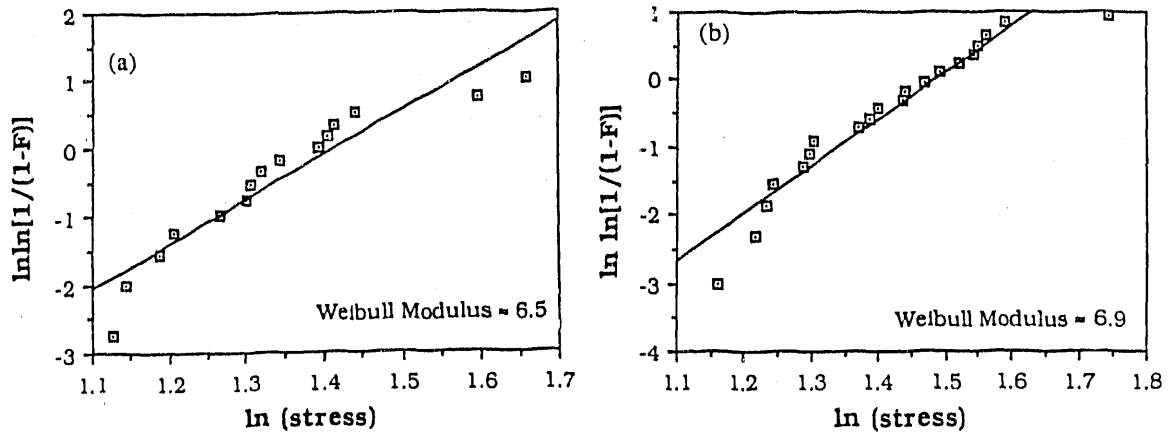 (a)
lnln[1/(1-F)]
2
1
0
-1
-2
-3
Weibull Modulus ≈ 6.5
1.1 1.2 1.3 1.4 1.5 1.6 1.7
ln (stress)
(b)
ln ln[1/(1-F)]
1
0
-1
-2
-3
-4
Weibull Modulus ≈ 6.9
1.1 1.2 1.3 1.4 1.5 1.6 1.7 1.8
ln (stress)